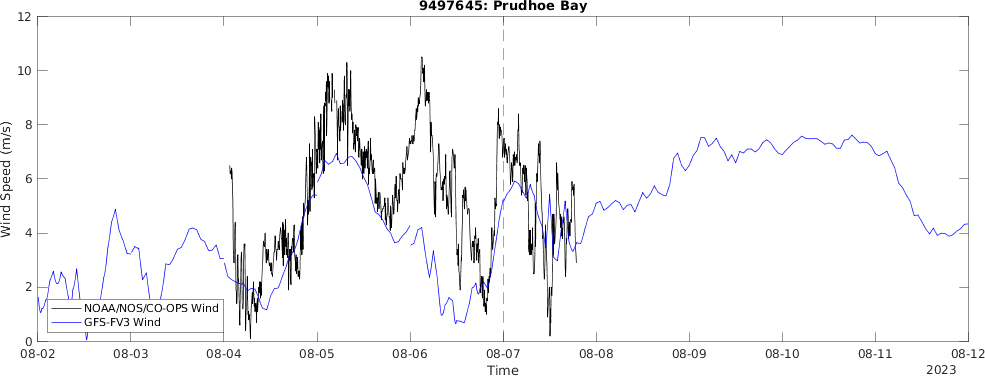 9497645: Prudhoe Bay
Wind Speed (m/s)
12
10
8
6
4
2
0
NOAA/NOS/CO-OPS Wind
GFS-FV3 Wind
08-02 08-03 08-04 08-05 08-06 08-07 08-08 08-09 08-10 08-11 08-12
Time
2023